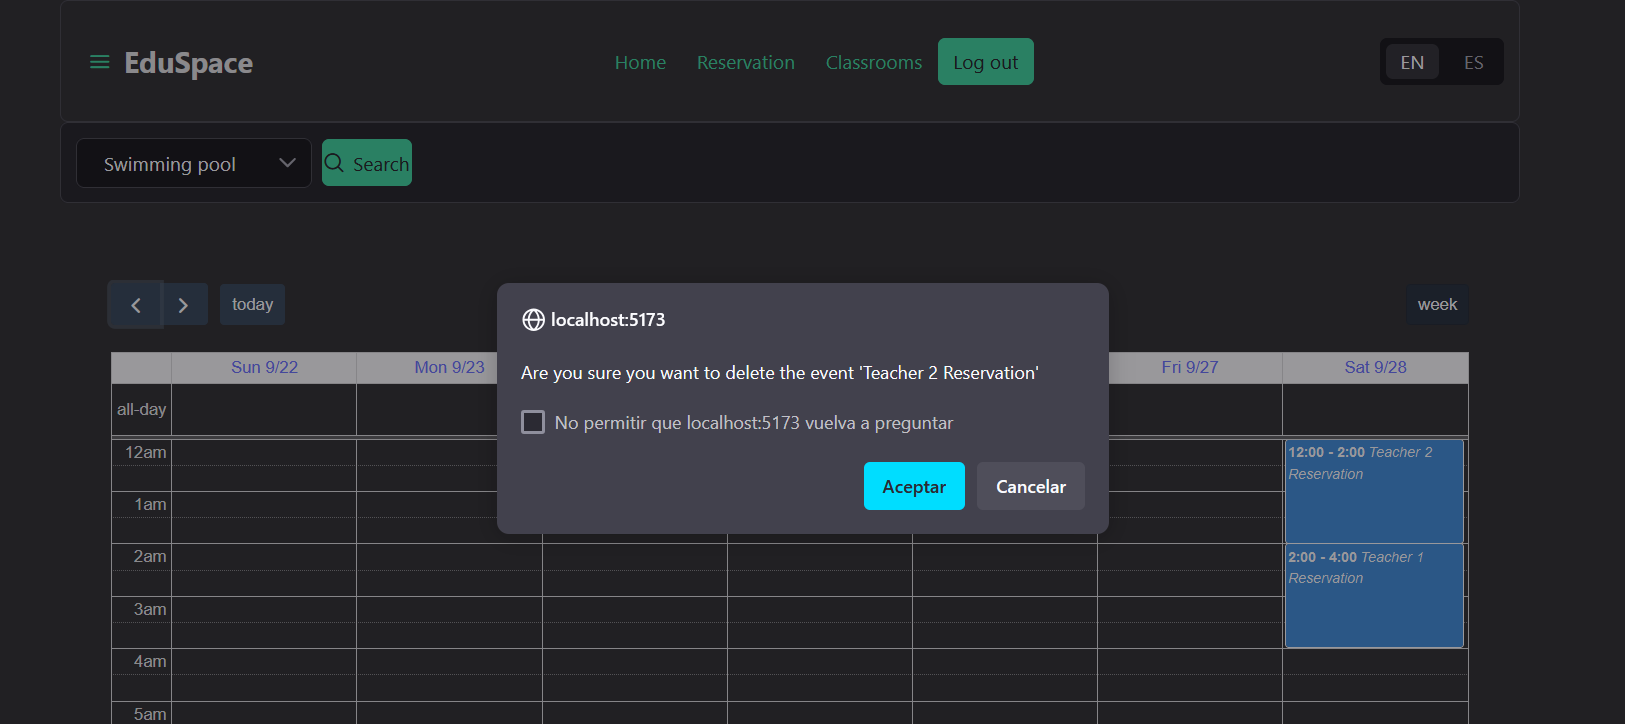 EduSpace
Home
Reservation
Classrooms
Log out
EN
ES
Swimming pool
Search
today
week
localhost:5173
Are you sure you want to delete the event 'Teacher 2 Reservation'
No permitir que localhost:5173 vuelva a preguntar
Aceptar
Cancelar
Sun 9/22
Mon 9/23
Fri 9/27
Sat 9/28
all-day
12am
12:00 - 2:00 Teacher 2
Reservation
1am
2am
2:00 - 4:00 Teacher 1
Reservation
3am
4am
5am